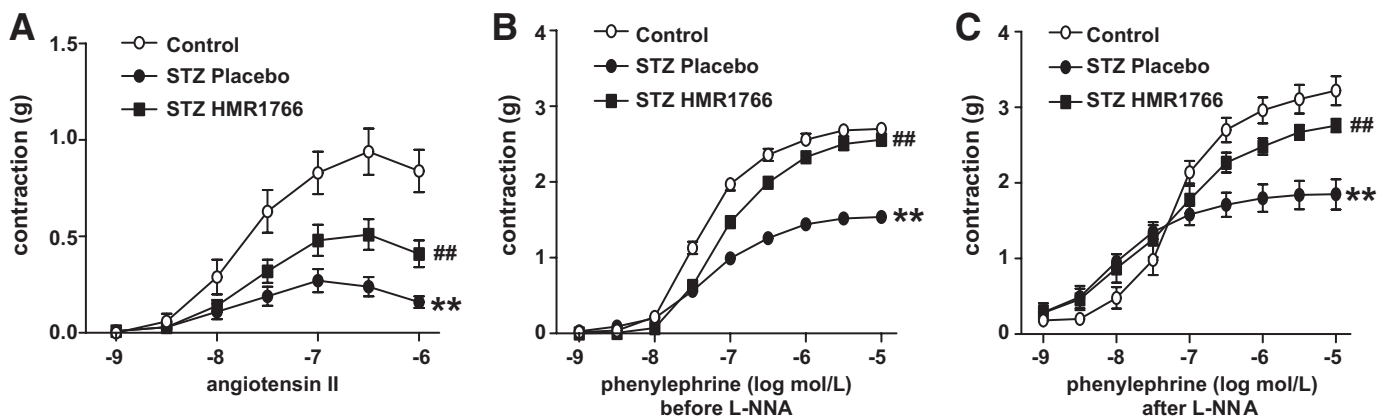 A
1.5
1.0
0.5
0.0
contraction (g)
Control
STZ Placebo
STZ HMR1766
##
**
-9 -8 -7 -6
angiotensin II
B
4
3
2
1
0
contraction (g)
Control
STZ Placebo
STZ HMR1766
##
**
-9 -8 -7 -6 -5
phenylephrine (log mol/L)
before L-NNA
C
4
3
2
1
0
contraction (g)
Control
STZ Placebo
STZ HMR1766
##
**
-9 -8 -7 -6 -5
phenylephrine (log mol/L)
after L-NNA